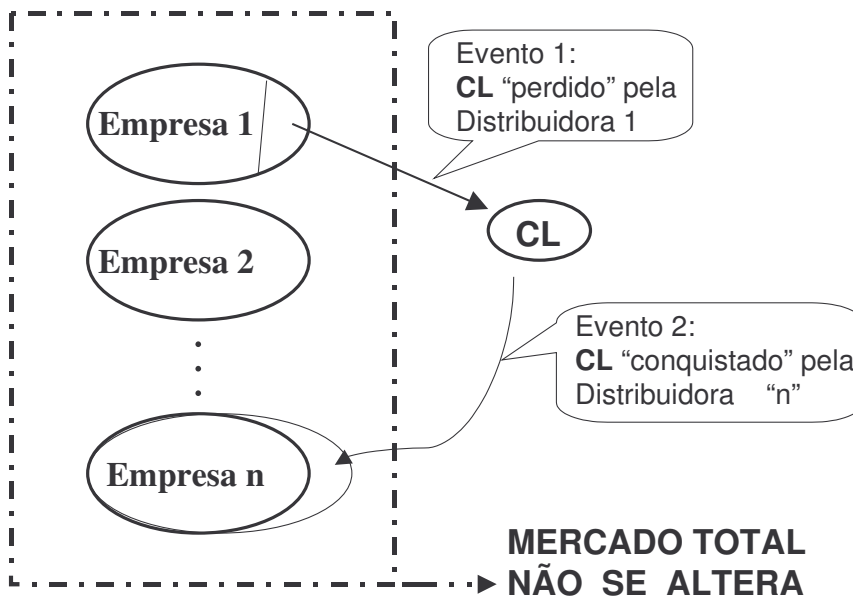 Evento 1:
CL “perdido” pela
Distribuidora 1
Empresa 1
CL
Empresa 2
Evento 2:
CL “conquistado” pela
Distribuidora “n”
Empresa n
MERCADO TOTAL
NÃO SE ALTERA